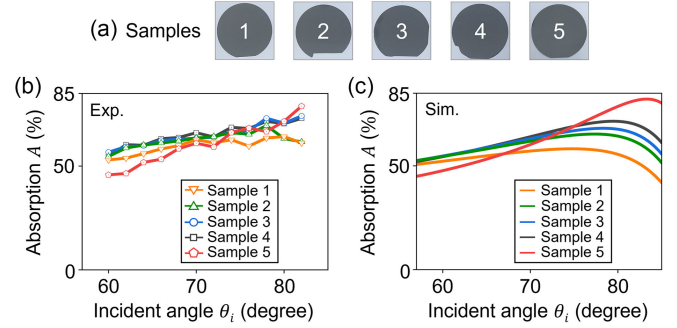 (a) Samples 1 2 3 4 5
(b) (c)
85
Exp.
50
0
Absorption A (%)
Sample 1
Sample 2
Sample 3
Sample 4
Sample 5
60 70 80
Incident angle θi (degree)
85
Sim.
50
0
Absorption A (%)
Sample 1
Sample 2
Sample 3
Sample 4
Sample 5
60 70 80
Incident angle θi (degree)